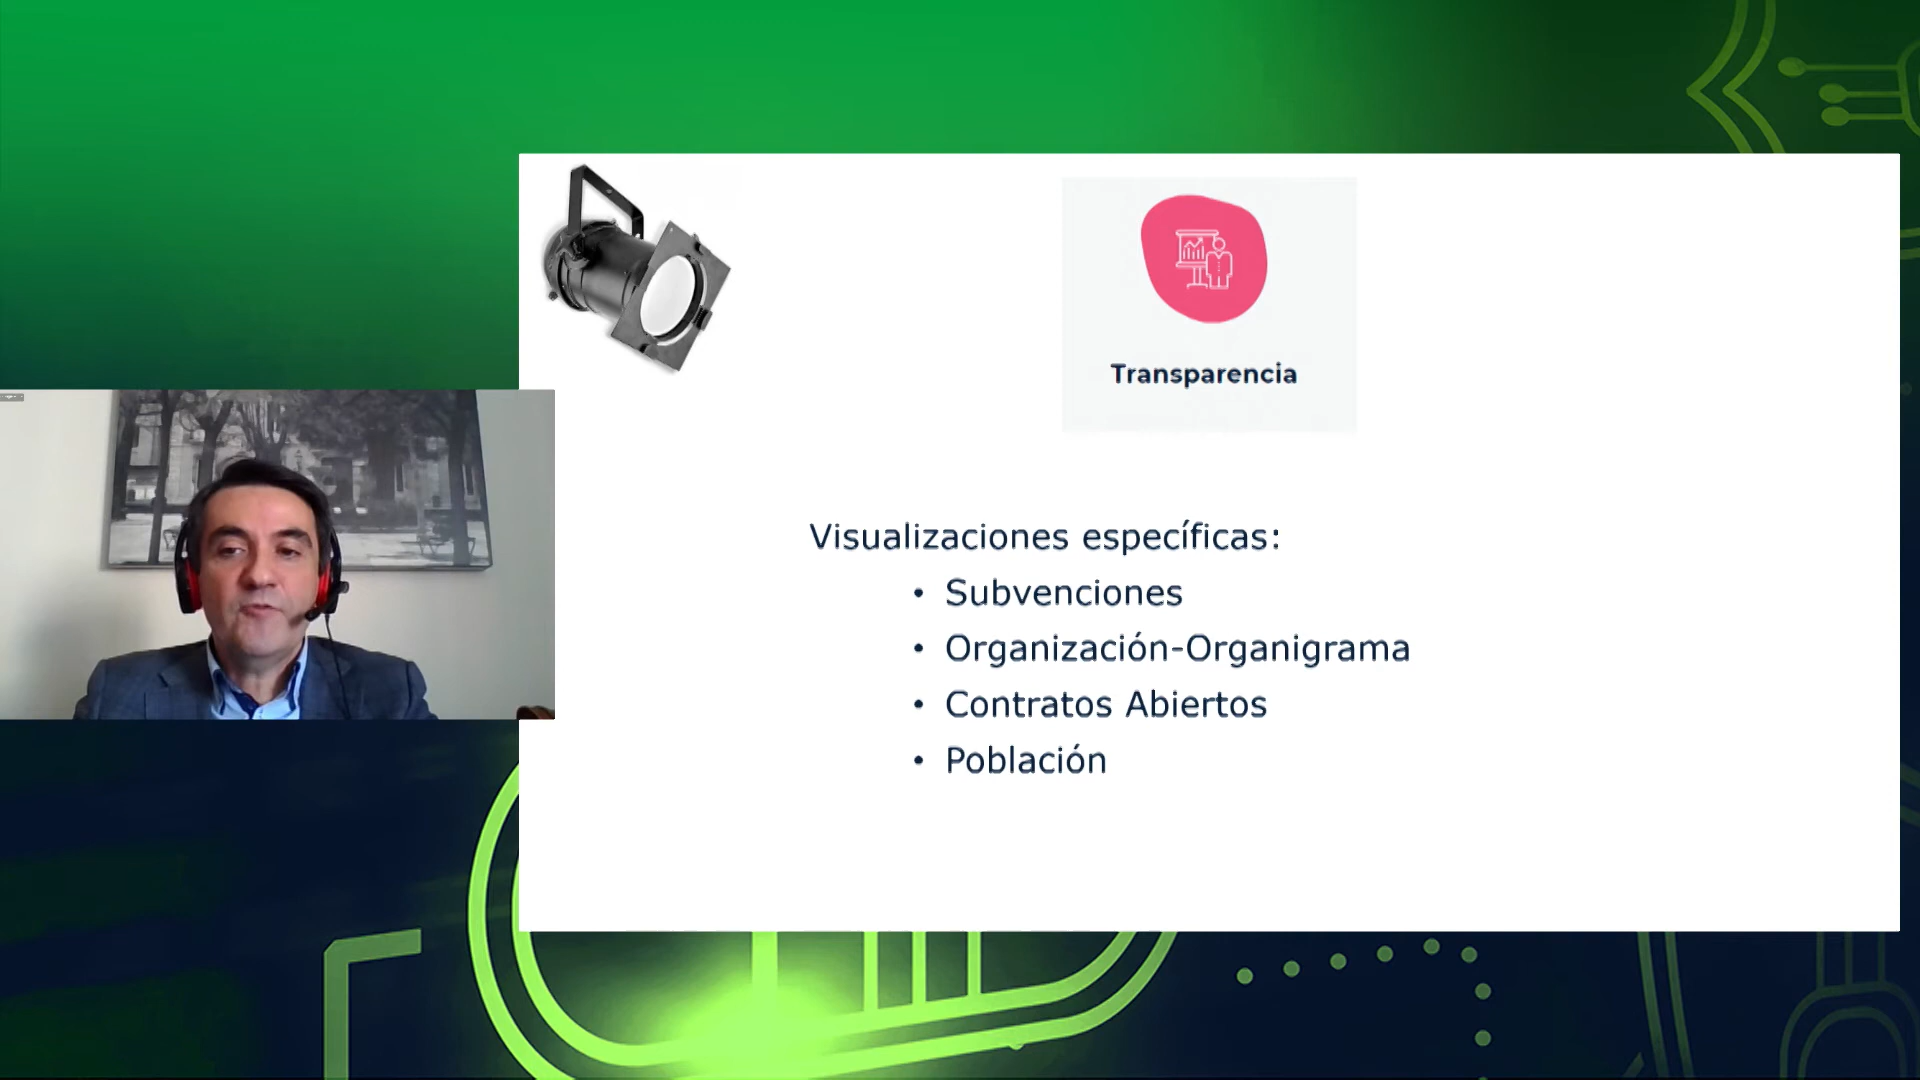 Transparencia
Visualizaciones específicas:
• Subvenciones
• Organización-Organigrama
• Contratos Abiertos
• Población